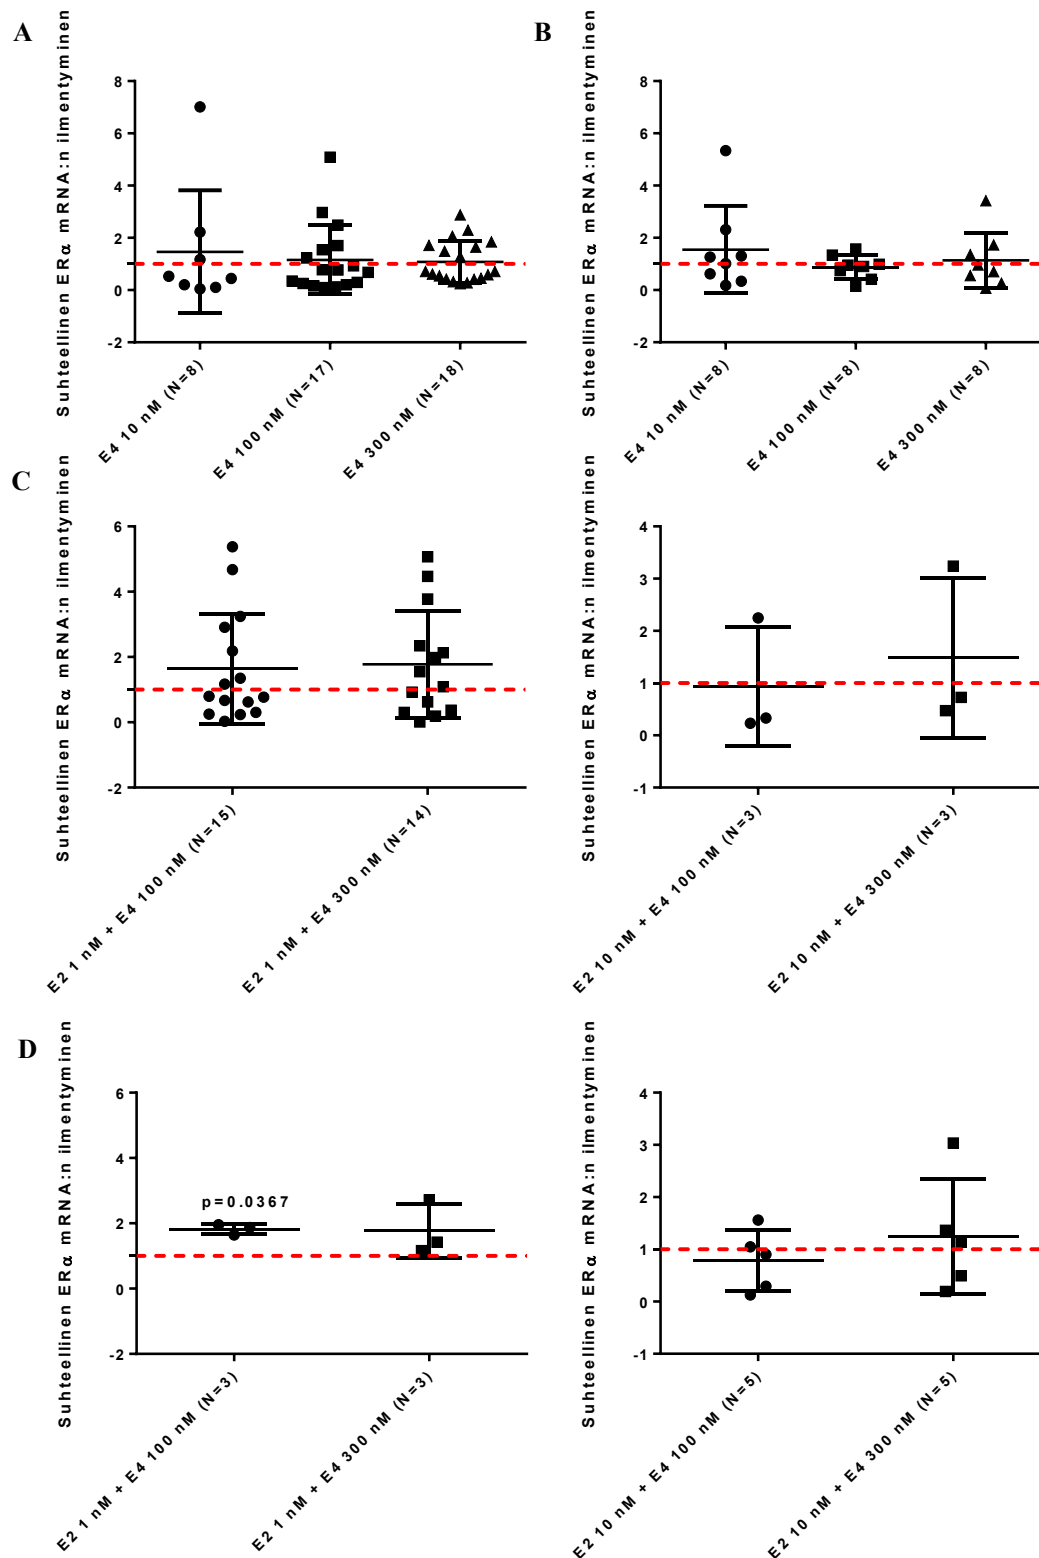 A
Suhteellinen ERα mRNA:n ilmentyminen
8
6
4
2
0
-2
E4 10 nM (N=8)
E4 100 nM (N=17)
E4 300 nM (N=18)
B
Suhteellinen ERα mRNA:n ilmentyminen
8
6
4
2
0
-2
E4 10 nM (N=8)
E4 100 nM (N=8)
E4 300 nM (N=8)
C
Suhteellinen ERα mRNA:n ilmentyminen
6
4
2
0
-2
E2 1 nM + E4 100 nM (N=15)
E2 1 nM + E4 300 nM (N=14)
Suhteellinen ERα mRNA:n ilmentyminen
4
3
2
1
0
-1
E2 10 nM + E4 100 nM (N=3)
E2 10 nM + E4 300 nM (N=3)
D
Suhteellinen ERα mRNA:n ilmentyminen
6
4
2
0
-2
p=0.0367
E2 1 nM + E4 100 nM (N=3)
E2 1 nM + E4 300 nM (N=3)
Suhteellinen ERα mRNA:n ilmentyminen
4
3
2
1
0
-1
E2 10 nM + E4 100 nM (N=5)
E2 10 nM + E4 300 nM (N=5)